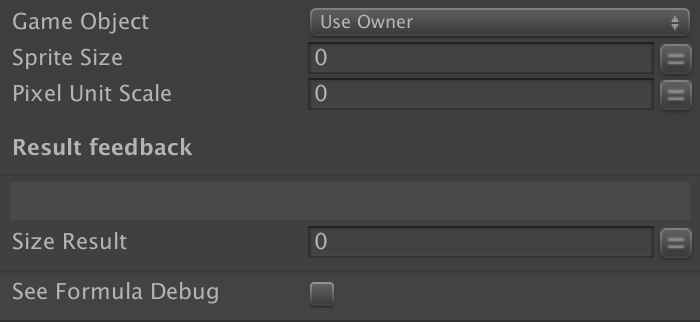 Game Object Use Owner
Sprite Size 0
Pixel Unit Scale 0
Result feedback
Size Result 0
See Formula Debug